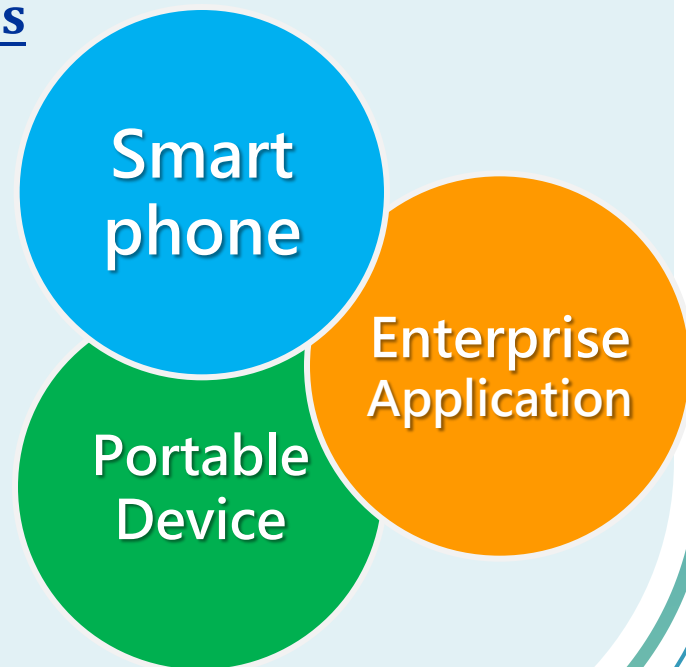 s
Smart
phone
Enterprise
Application
Portable
Device